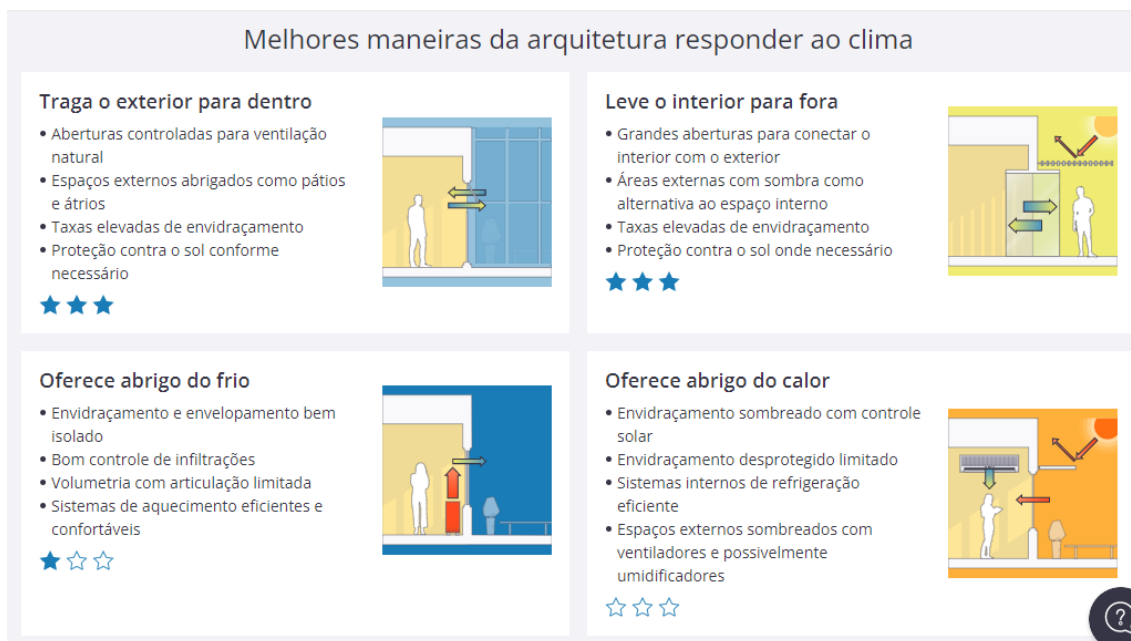 Melhores maneiras da arquitetura responder ao clima
Traga o exterior para dentro
• Aberturas controladas para ventilação
natural
• Espaços externos abrigados como pátios
e átrios
• Taxas elevadas de envidraçamento
• Proteção contra o sol conforme
necessário
Leve o interior para fora
• Grandes aberturas para conectar o
interior com o exterior
• Áreas externas com sombra como
alternativa ao espaço interno
• Taxas elevadas de envidraçamento
• Proteção contra o sol onde necessário
Oferece abrigo do frio
• Envidraçamento e envelopamento bem
isolado
• Bom controle de infiltrações
• Volumetria com articulação limitada
• Sistemas de aquecimento eficientes e
confortáveis
Oferece abrigo do calor
• Envidraçamento sombreado com controle
solar
• Envidraçamento desprotegido limitado
• Sistemas internos de refrigeração
eficiente
• Espaços externos sombreados com
ventiladores e possivelmente
umidificadores
?